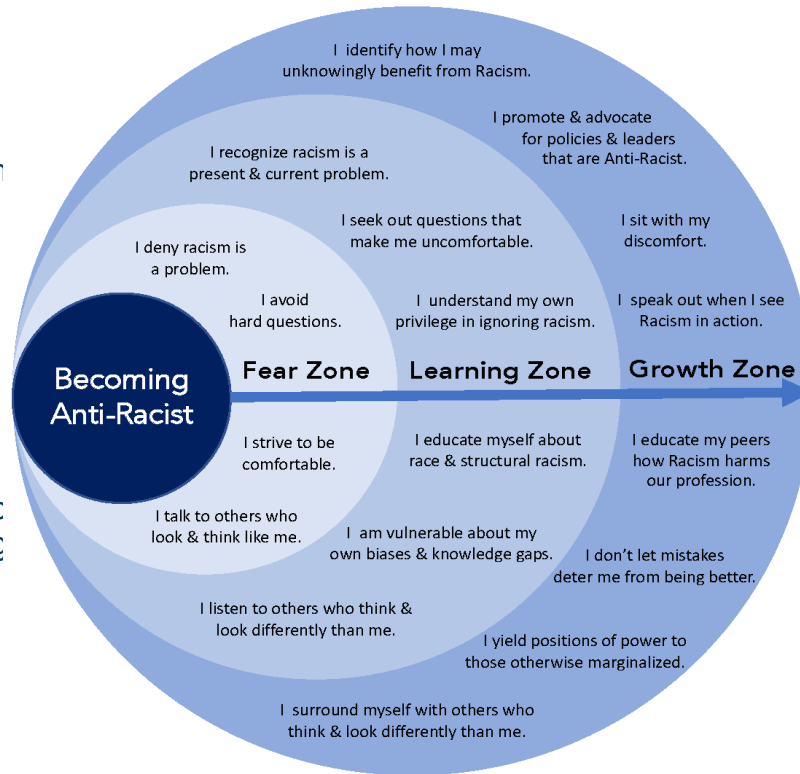 I identify how I may
unknowingly benefit from Racism.
I promote & advocate
for policies & leaders
that are Anti-Racist.
I recognize racism is a
present & current problem.
I seek out questions that
make me uncomfortable.
I sit with my
discomfort.
I deny racism is
a problem.
I avoid
hard questions.
I understand my own
privilege in ignoring racism.
I speak out when I see
Racism in action.
Becoming
Anti-Racist
Fear Zone
Learning Zone
Growth Zone
I strive to be
comfortable.
I educate myself about
race & structural racism.
I educate my peers
how Racism harms
our profession.
I talk to others who
look & think like me.
I am vulnerable about my
own biases & knowledge gaps.
I don't let mistakes
deter me from being better.
I listen to others who think &
look differently than me.
I yield positions of power to
those otherwise marginalized.
I surround myself with others who
think & look differently than me.